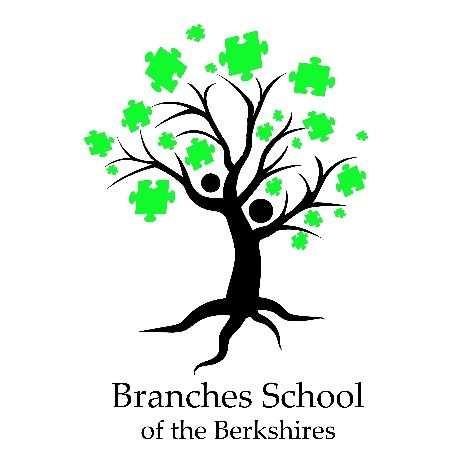 Branches School
of the Berkshires